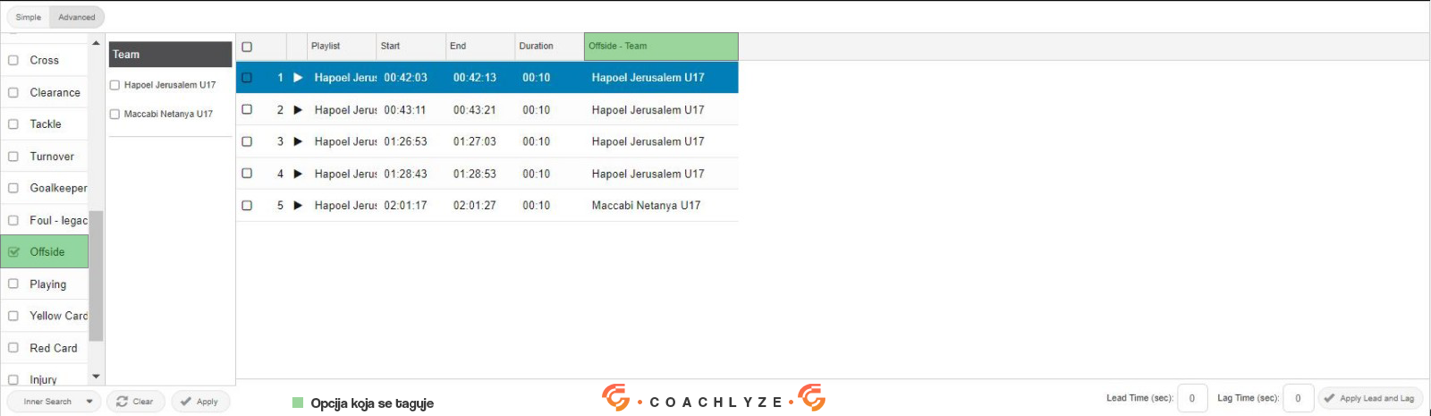 Simple Advanced
Cross
Clearance
Tackle
Turnover
Goalkeeper
Foul - legac
Offside
Playing
Yellow Card
Red Card
Injury
Team
Hapoel Jerusalem U17
Maccabi Netanya U17
Playlist Start End Duration Offside - Team
1 Hapoel Jeru: 00:42:03 00:42:13 00:10 Hapoel Jerusalem U17
2 Hapoel Jerus 00:43:11 00:43:21 00:10 Hapoel Jerusalem U17
3 Hapoel Jeru: 01:26:53 01:27:03 00:10 Hapoel Jerusalem U17
4 Hapoel Jeru: 01:28:43 01:28:53 00:10 Hapoel Jerusalem U17
5 Hapoel Jerus 02:01:17 02:01:27 00:10 Maccabi Netanya U17
Inner Search Clear Apply
Opcija koja se taguje
• COACHLYZE •
Lead Time (sec): 0 Lag Time (sec): 0 Apply Lead and Lag